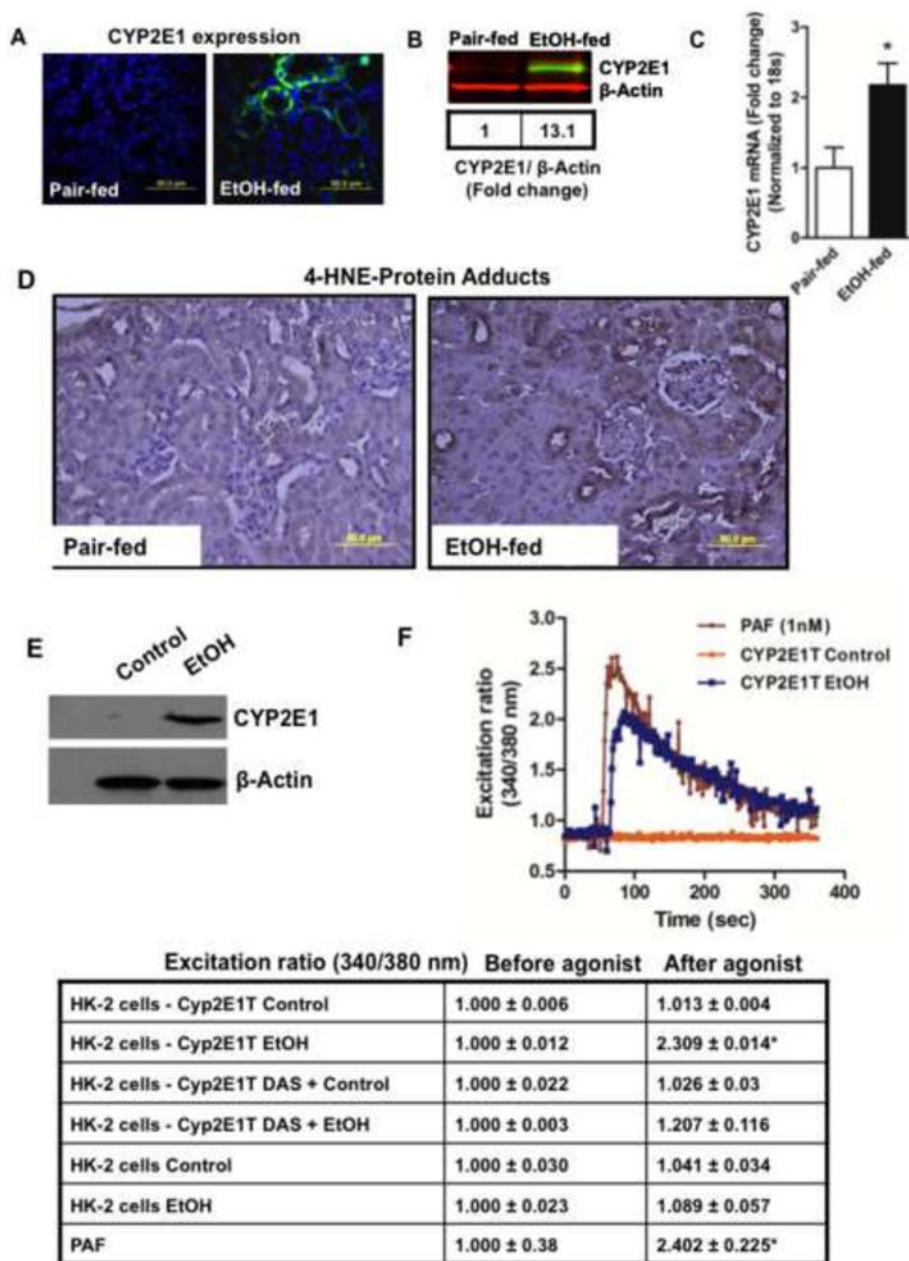 A
CYP2E1 expression
Pair-fed
EtOH-fed
B
Pair-fed EtOH-fed
CYP2E1
β-Actin
1 13.1
CYP2E1/ β-Actin
(Fold change)
C
CYP2E1 mRNA (Fold change)
(Normalized to 18s)
3
2
1
0
*
Pair-fed
EtOH-fed
D
4-HNE-Protein Adducts
Pair-fed
EtOH-fed
E
Control
EtOH
CYP2E1
β-Actin
F
Excitation ratio
(340/380 nm)
3.0
2.5
2.0
1.5
1.0
0.5
0 100 200 300 400
Time (sec)
PAF (1nM)
CYP2E1T Control
CYP2E1T EtOH
Excitation ratio (340/380 nm) Before agonist After agonist
HK-2 cells - Cyp2E1T Control 1.000 ± 0.006 1.013 ± 0.004
HK-2 cells - Cyp2E1T EtOH 1.000 ± 0.012 2.309 ± 0.014*
HK-2 cells - Cyp2E1T DAS + Control 1.000 ± 0.022 1.026 ± 0.03
HK-2 cells - Cyp2E1T DAS + EtOH 1.000 ± 0.003 1.207 ± 0.116
HK-2 cells Control 1.000 ± 0.030 1.041 ± 0.034
HK-2 cells EtOH 1.000 ± 0.023 1.089 ± 0.057
PAF 1.000 ± 0.38 2.402 ± 0.225*